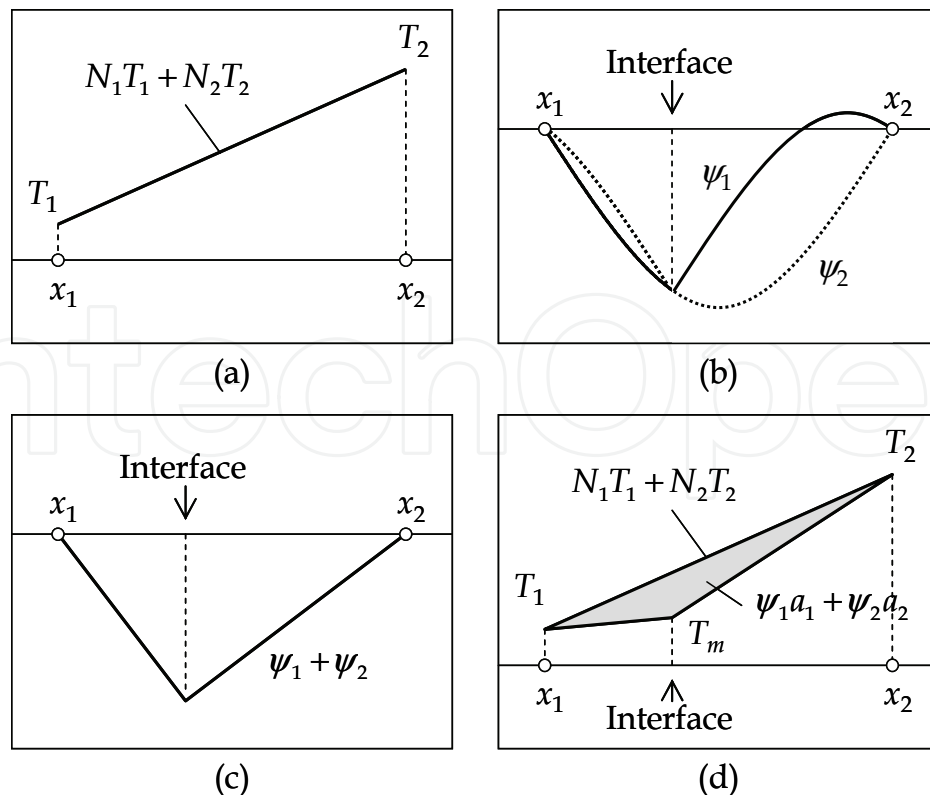 T₂
N₁T₁ + N₂T₂
T₁
x₁
x₂
(a)
Interface
x₁
x₂
ψ₁
ψ₂
(b)
Interface
x₁
x₂
ψ₁ + ψ₂
(c)
T₂
N₁T₁ + N₂T₂
T₁
ψ₁a₁ + ψ₂a₂
Tₘ
x₁
x₂
Interface
(d)
ntechOpe